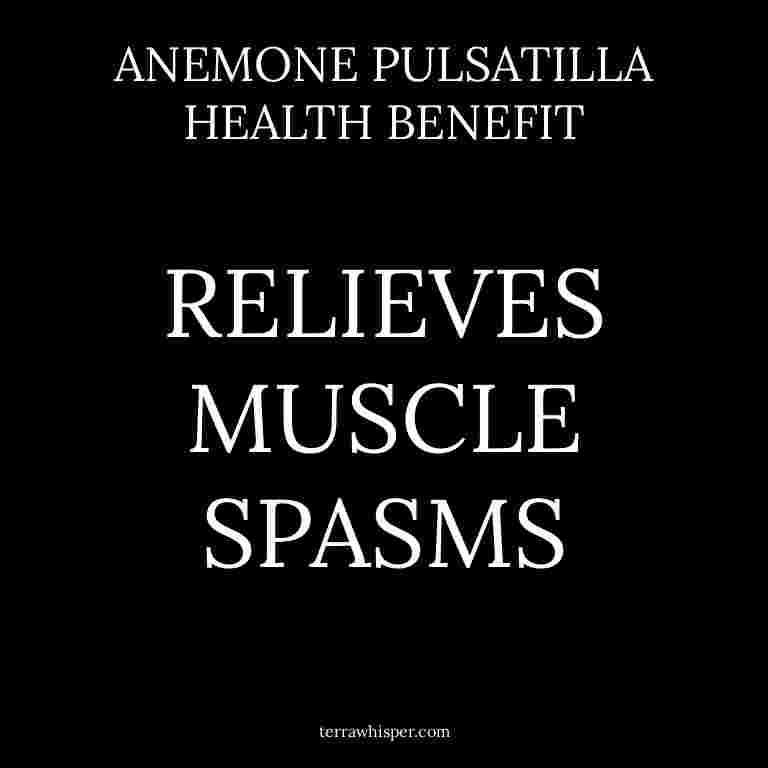 ANEMONE PULSATILLA
HEALTH BENEFIT
RELIEVES
MUSCLE
SPASMS
terrawhisper.com